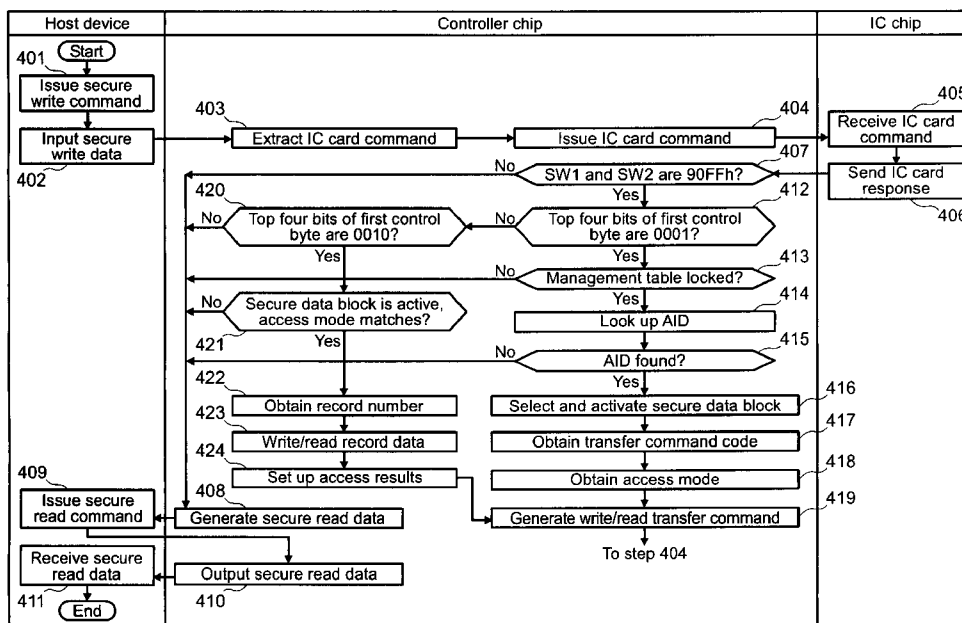 Host device
Controller chip
IC chip
Start
401
Issue secure
write command
Input secure
write data
402
403
Extract IC card command
404
Issue IC card command
405
Receive IC card
command
Send IC card
response
406
407
No
SW1 and SW2 are 90FFh?
Yes
420
No
Top four bits of first control
byte are 0010?
Yes
412
No
Top four bits of first control
byte are 0001?
Yes
413
No
Management table locked?
Yes
No
Secure data block is active,
access mode matches?
421
Yes
414
Look up AID
415
No
AID found?
Yes
422
Obtain record number
423
Write/read record data
424
Set up access results
416
Select and activate secure data block
417
Obtain transfer command code
418
Obtain access mode
419
Generate write/read transfer command
To step 404
409
Issue secure
read command
408
Generate secure read data
Receive secure
read data
411
Output secure read data
410
End